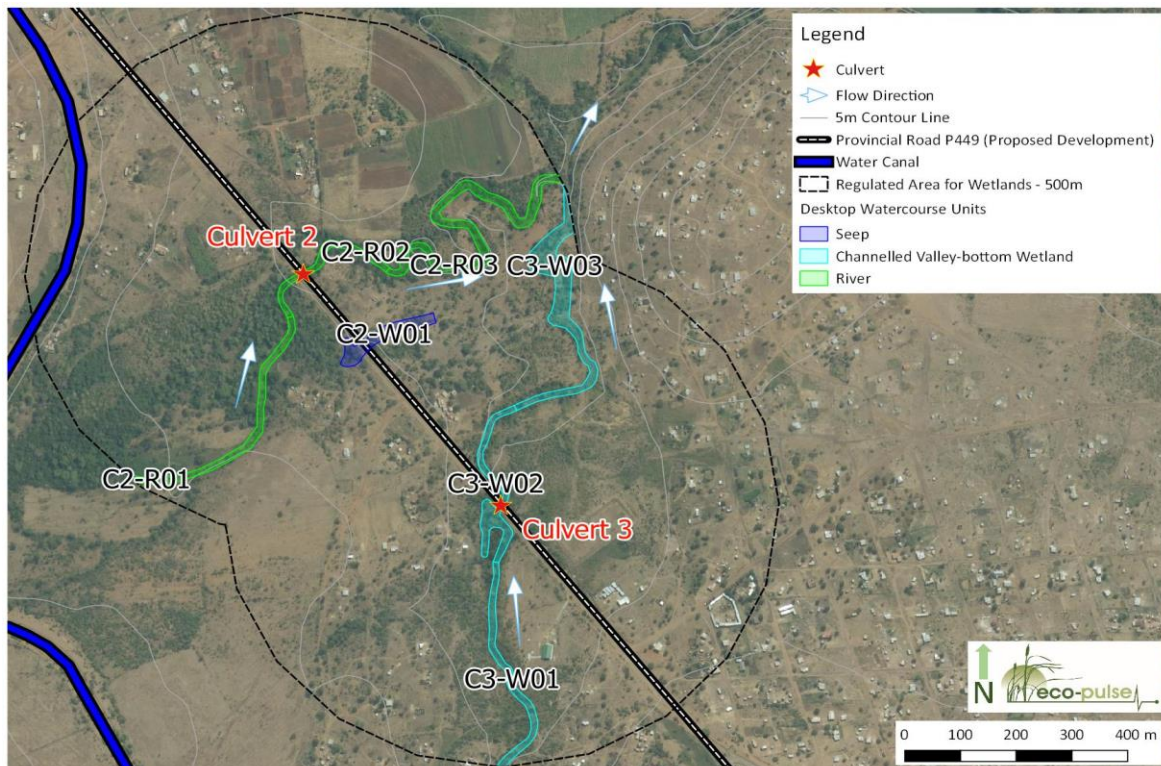 Legend
Culvert
Flow Direction
5m Contour Line
Provincial Road P449 (Proposed Development)
Water Canal
Regulated Area for Wetlands - 500m
Desktop Watercourse Units
Seep
Channelled Valley-bottom Wetland
River
Culvert 2
C2-R02
C2-R03
C3-W03
C2-W01
C2-R01
C3-W02
Culvert 3
C3-W01
N
eco-pulse
0 100 200 300 400 m